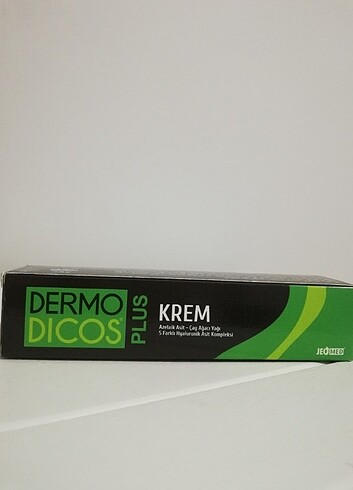 DERMO
DICOS
PLUS
KREM
Azelaik Asit - Çay Ağacı Yağı
5 Farklı Hyaluronik Asit Kompleksi
JEOMED